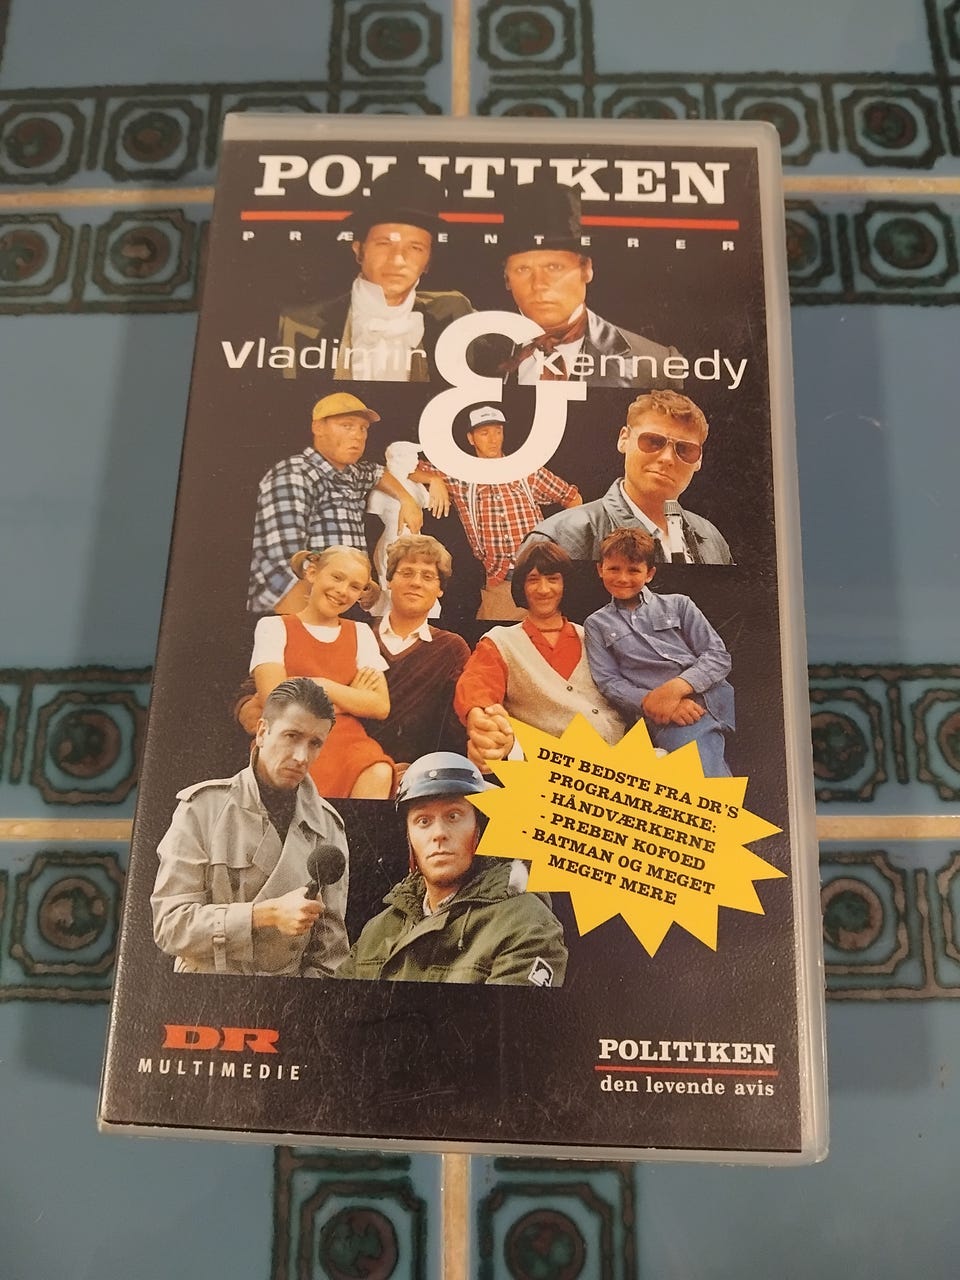 POLITIKEN
PRÆSENTERER
Vladimir & Kennedy
DET BEDSTE FRA DR'S
PROGRAMRÆKKE:
- HÅNDVÆRKERNE
- PREBEN KOFOED
- BATMAN OG MEGET
MEGET MERE
DR
MULTIMEDIE
POLITIKEN
den levende avis